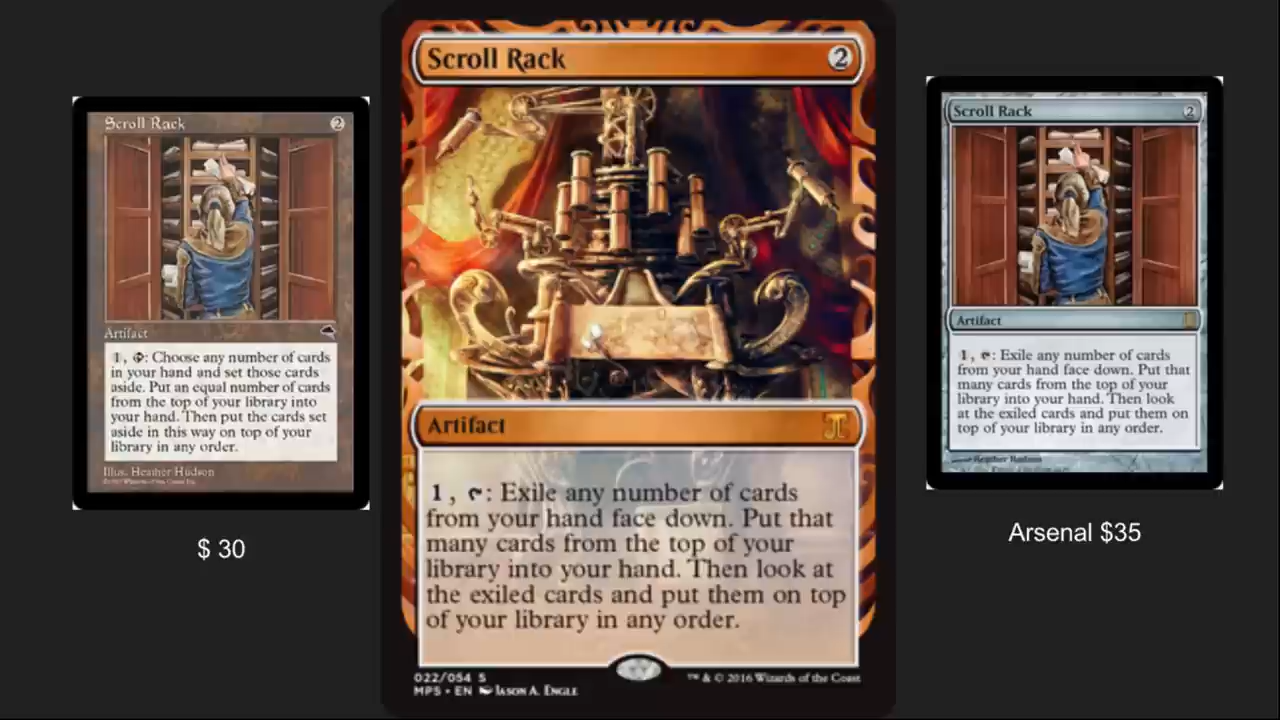 Scroll Rack 2
Artifact
1, T: Choose any number of cards
in your hand and set those cards
aside. Put an equal number of cards
from the top of your library into
your hand. Then put the cards set
aside in this way on top of your
library in any order.
Illus. Heather Hudson
$ 30
Scroll Rack 2
Artifact
1, T: Exile any number of cards
from your hand face down. Put that
many cards from the top of your
library into your hand. Then look at
the exiled cards and put them on top
of your library in any order.
022/054 S
MPS • EN Jason A. Engle
™ & © 2016 Wizards of the Coast
Scroll Rack 2
Artifact
1, T: Exile any number of cards
from your hand face down. Put that
many cards from the top of your
library into your hand. Then look
at the exiled cards and put them on
top of your library in any order.
Heather Hudson
Arsenal $35